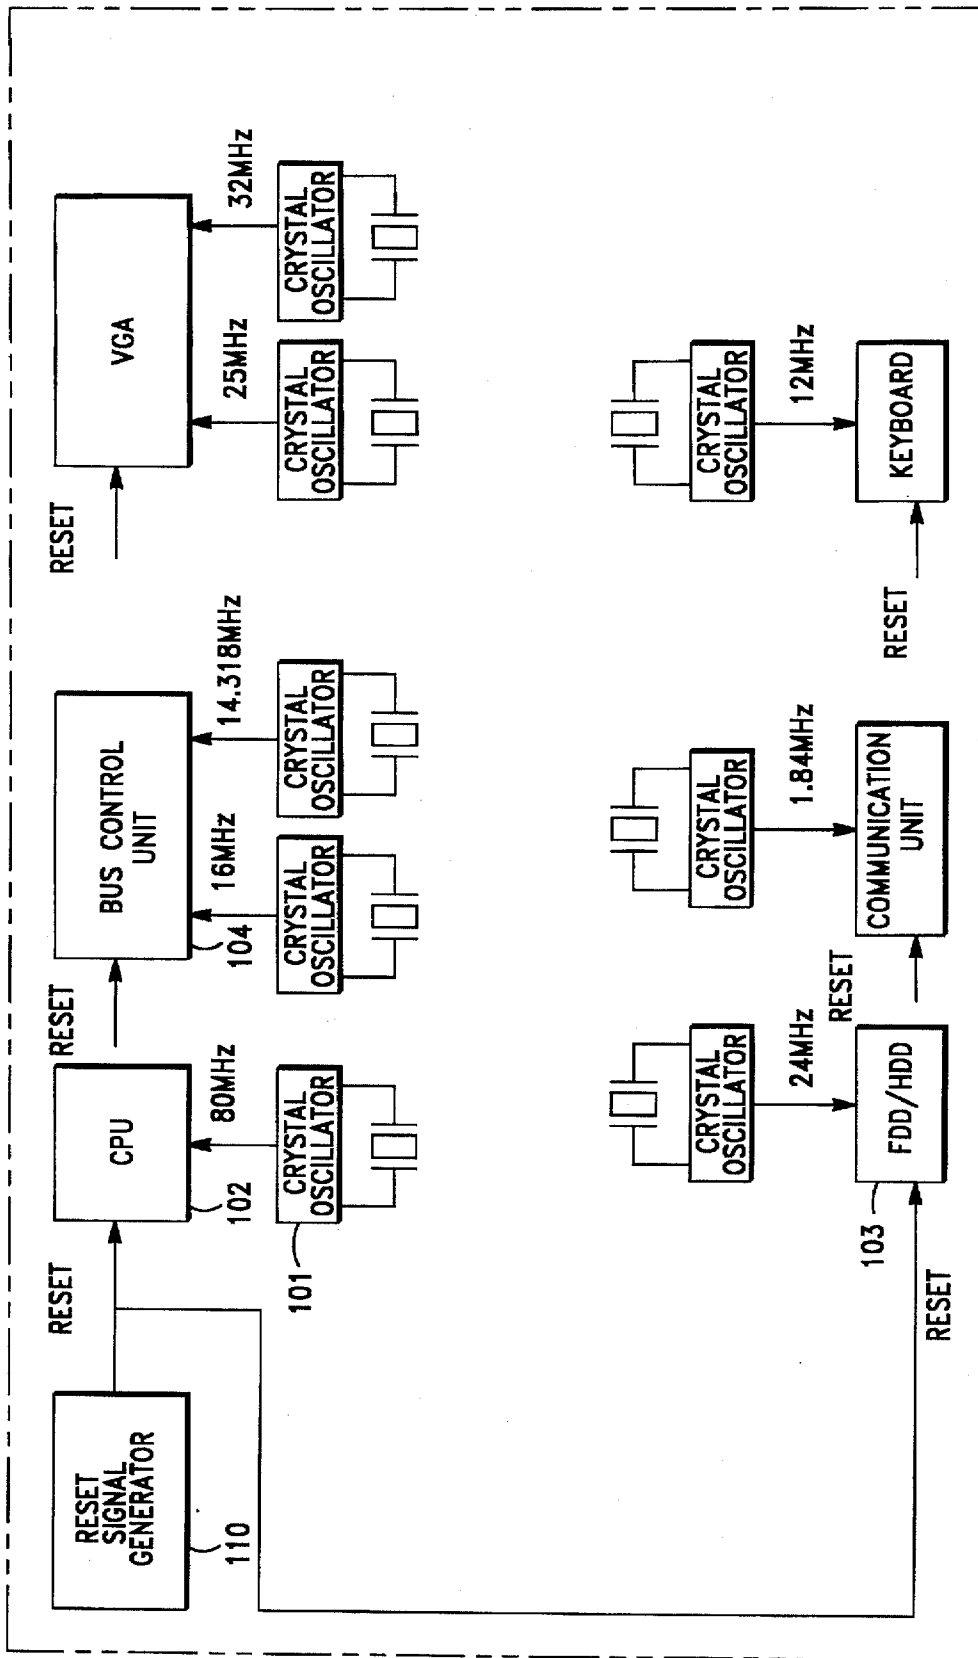 RESET
SIGNAL
GENERATOR
110
RESET
CPU
102
80MHz
CRYSTAL
OSCILLATOR
101
RESET
BUS CONTROL
UNIT
104
16MHz
14.318MHz
CRYSTAL
OSCILLATOR
CRYSTAL
OSCILLATOR
RESET
VGA
25MHz
32MHz
CRYSTAL
OSCILLATOR
CRYSTAL
OSCILLATOR
CRYSTAL
OSCILLATOR
24MHz
RESET
FDD/HDD
103
CRYSTAL
OSCILLATOR
1.84MHz
RESET
COMMUNICATION
UNIT
CRYSTAL
OSCILLATOR
12MHz
RESET
KEYBOARD